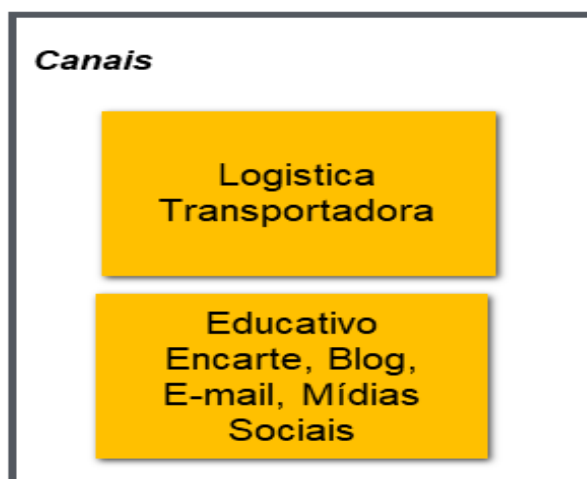 Canais
Logistica
Transportadora
Educativo
Encarte, Blog,
E-mail, Mídias
Sociais